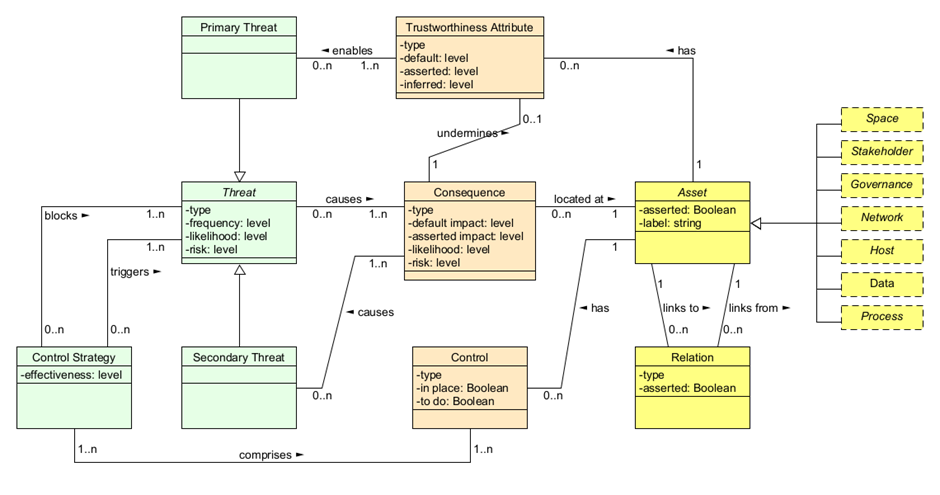 Primary Threat
Trustworthiness Attribute
-type
-default: level
-asserted: level
-inferred: level
◄ enables
0..n
1..n
◄ has
0..n
undermines►
0..1
1
1
Space
Stakeholder
Governance
Network
Host
Data
Process
Threat
-type
-frequency: level
-likelihood: level
-risk: level
causes ►
0..n
1..n
Consequence
-type
-default impact: level
-asserted impact: level
-likelihood: level
-risk: level
located at ►
0..n
1
Asset
-asserted: Boolean
-label: string
blocks ►
1..n
1..n
triggers ►
0..n
0..n
1..n
◄ causes
0..n
1
◄ has
0..n
1
links to ►
0..n
1
links from ►
0..n
Control Strategy
-effectiveness: level
Secondary Threat
Control
-type
-in place: Boolean
-to do: Boolean
Relation
-type
-asserted: Boolean
1..n
comprises ►
1..n